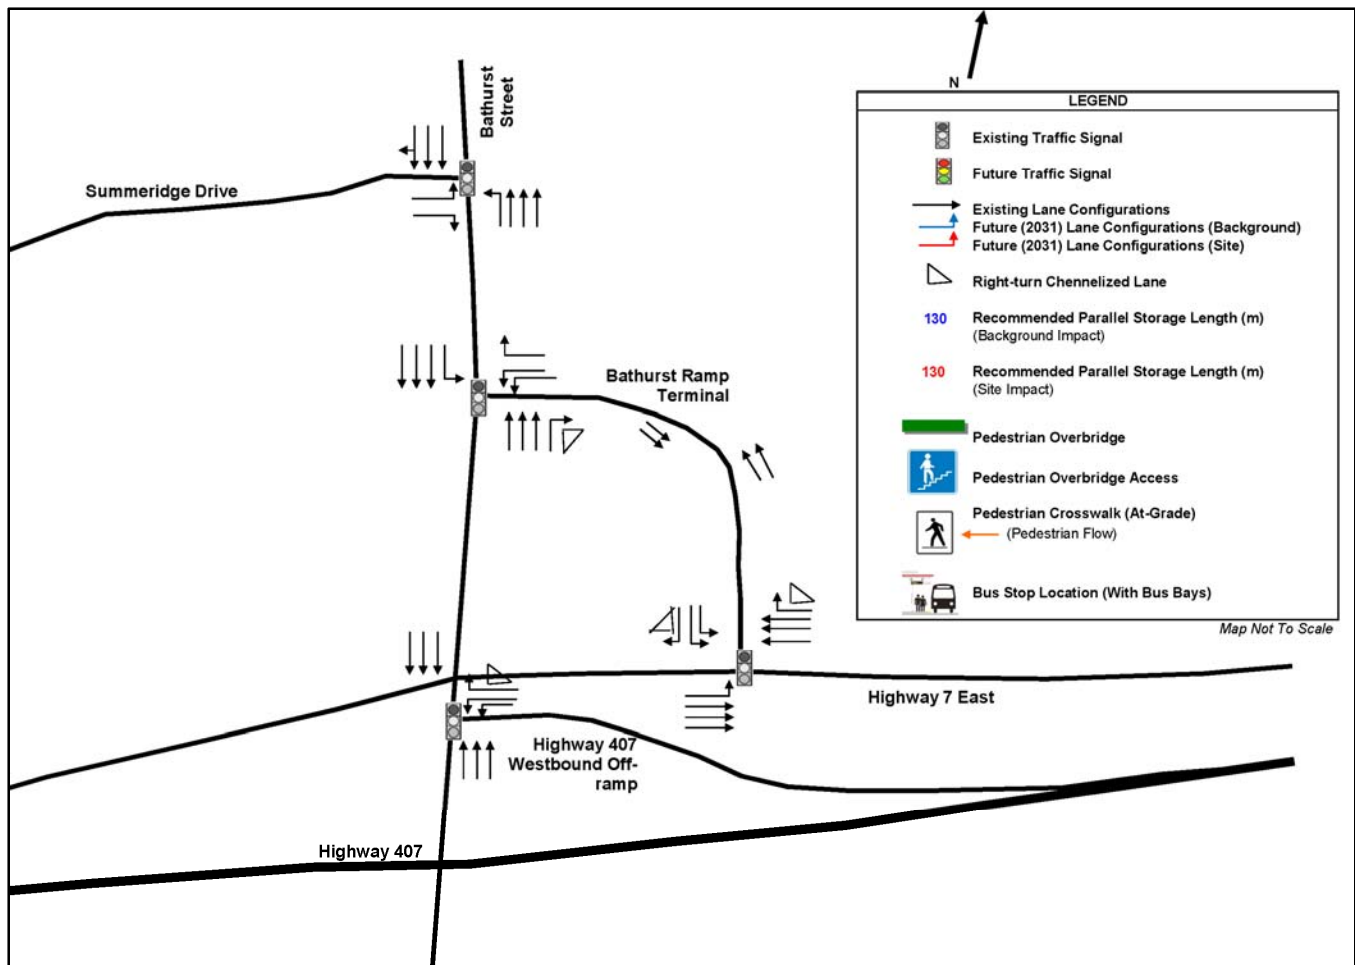 N
LEGEND
Existing Traffic Signal
Future Traffic Signal
Existing Lane Configurations
Future (2031) Lane Configurations (Background)
Future (2031) Lane Configurations (Site)
Right-turn Chennelized Lane
130 Recommended Parallel Storage Length (m)
(Background Impact)
130 Recommended Parallel Storage Length (m)
(Site Impact)
Pedestrian Overbridge
Pedestrian Overbridge Access
Pedestrian Crosswalk (At-Grade)
(Pedestrian Flow)
Bus Stop Location (With Bus Bays)
Map Not To Scale
Bathurst
Street
Summeridge Drive
Bathurst Ramp
Terminal
Highway 7 East
Highway 407
Westbound Off-
ramp
Highway 407